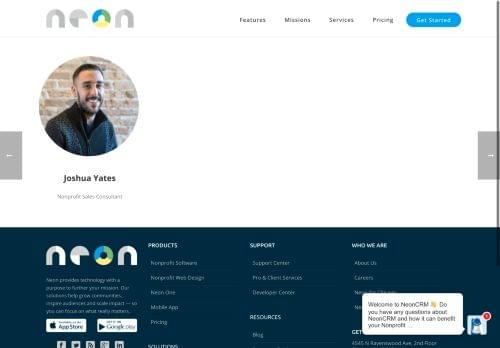 neon
Features Missions Services Pricing Get Started
←
→
Joshua Yates
Nonprofit Sales Consultant
neon
Neon provides technology with a
purpose to further your mission. Our
solutions help grow communities,
inspire audiences and scale impact — so
you can focus on what really matters.
App Store
Google play
PRODUCTS
Nonprofit Software
Nonprofit Web Design
Neon One
Mobile App
Pricing
SOLUTIONS
SUPPORT
Support Center
Pro & Client Services
Developer Center
RESOURCES
Blog
WHO WE ARE
About Us
Careers
4545 N Ravenswood Ave, 2nd Floor
Welcome to NeonCRM 👋 Do
you have any questions about
NeonCRM and how it can benefit
your Nonprofit ...
1